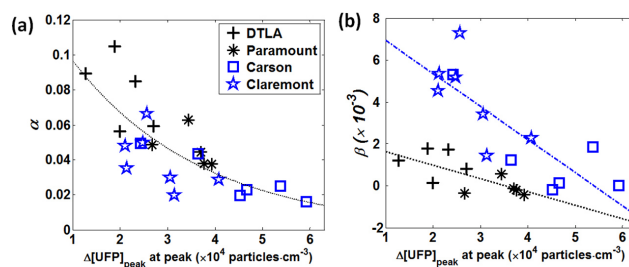 (a)
0.12
0.1
0.08
0.06
0.04
0.02
0
α
1 2 3 4 5 6
Δ[UFP]peak at peak (×10⁴ particles·cm⁻³)
DTLA
Paramount
Carson
Claremont
(b)
8 ×10⁻³
6
4
2
0
-2
β (× 10⁻³)
1 2 3 4 5 6
Δ[UFP]peak at peak (×10⁴ particles·cm⁻³)